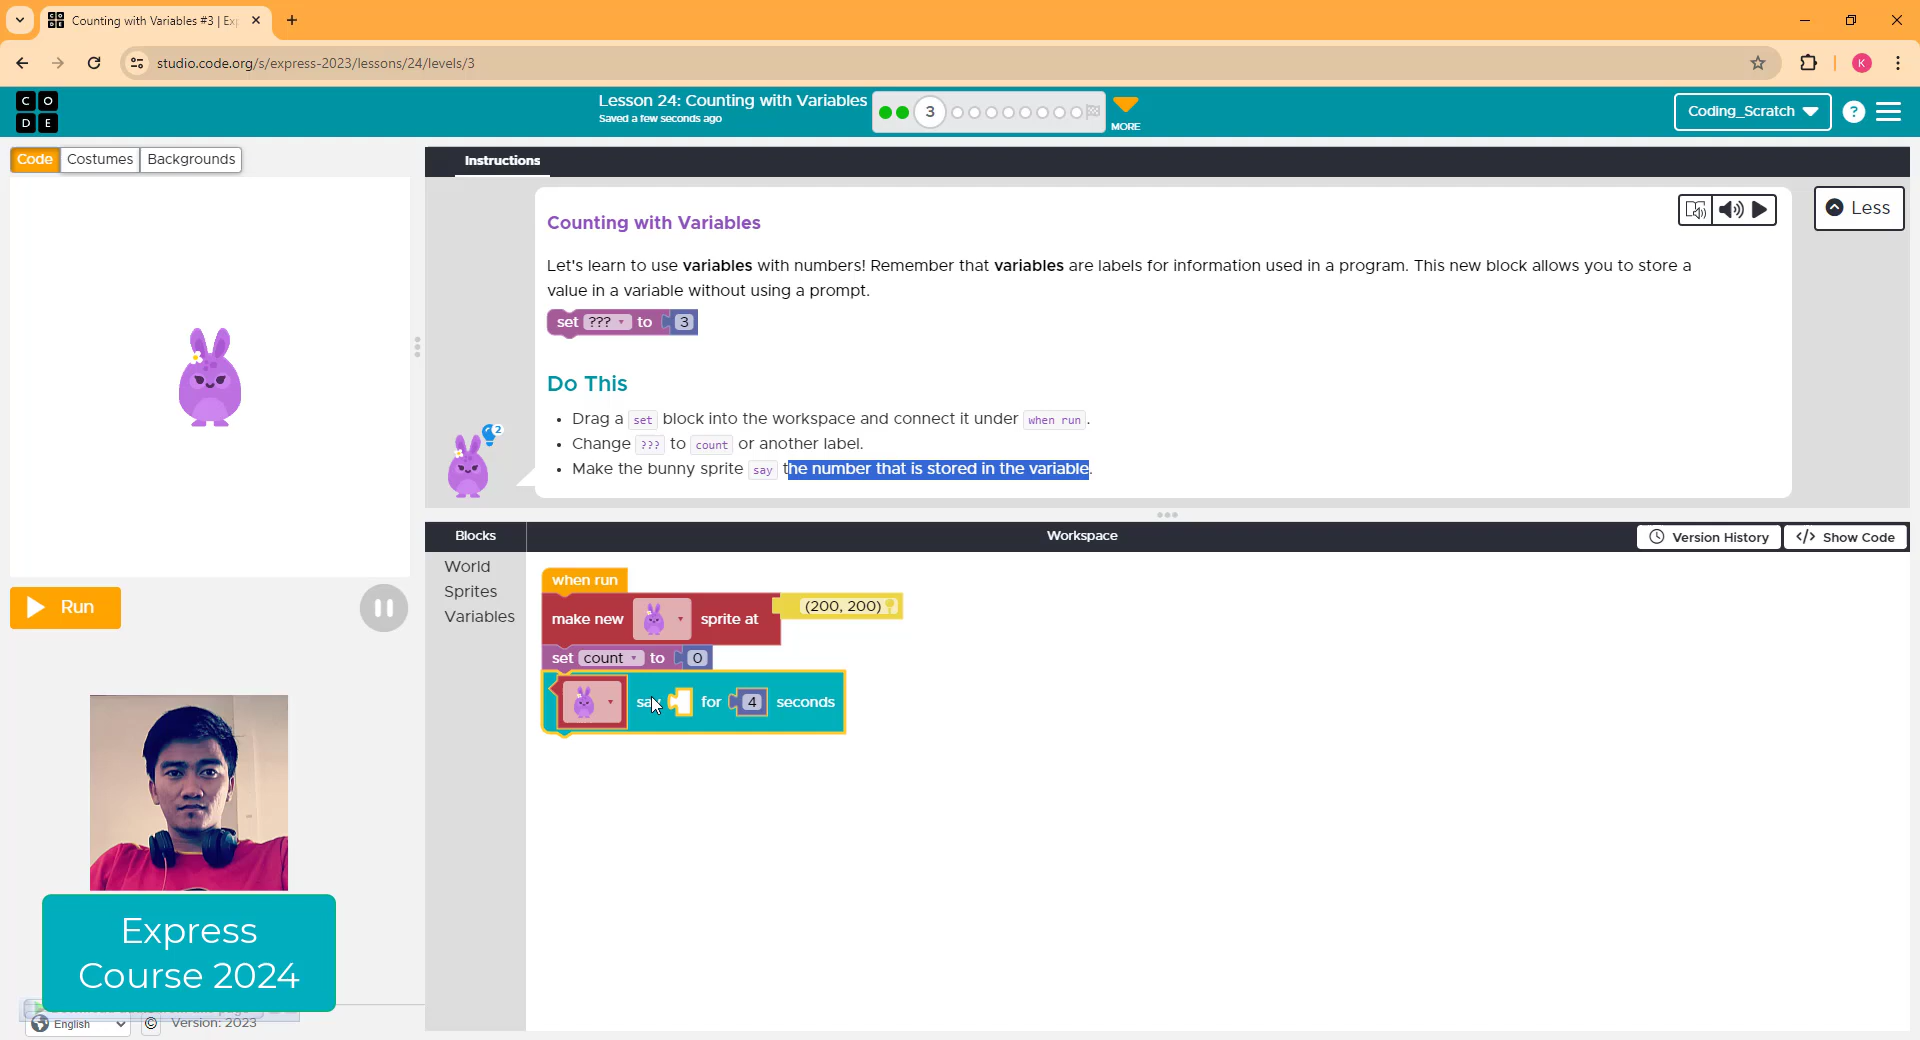 Counting with Variables #3 | Ex
studio.code.org/s/express-2023/lessons/24/levels/3
K
C O
D E
Lesson 24: Counting with Variables
Saved a few seconds ago
3
MORE
Coding_Scratch
?
Code
Costumes
Backgrounds
Instructions
Less
Counting with Variables
Let's learn to use variables with numbers! Remember that variables are labels for information used in a program. This new block allows you to store a
value in a variable without using a prompt.
set ??? to 3
Do This
• Drag a set block into the workspace and connect it under when run.
• Change ??? to count or another label.
• Make the bunny sprite say the number that is stored in the variable.
2
Blocks
Workspace
Version History
</> Show Code
World
Sprites
Variables
when run
make new sprite at (200, 200)
set count to 0
say for 4 seconds
Run
Express
Course 2024
English
© Version: 2023